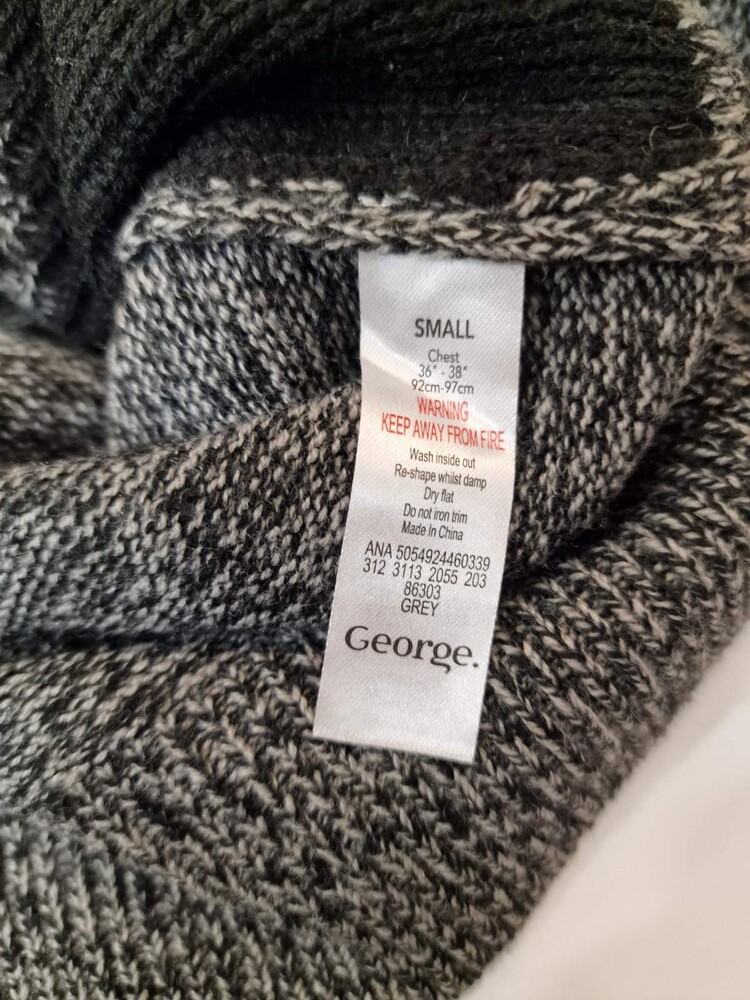 SMALL
Chest
36" - 38"
92cm-97cm
WARNING
KEEP AWAY FROM FIRE
Wash inside out
Re-shape whilst damp
Dry flat
Do not iron trim
Made In China
ANA 5054924460339
312 3113 2055 203
86303
GREY
George.